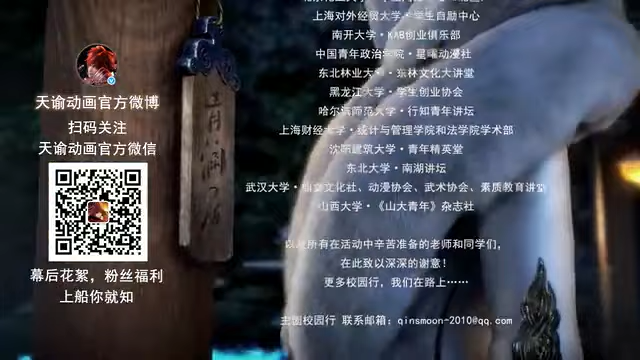 天谕动画官方微博
扫码关注
天谕动画官方微信
幕后花絮，粉丝福利
上船你就知
上海对外经贸大学·学生自励中心
南开大学·KAB创业俱乐部
中国青年政治学院·星曜动漫社
东北林业大学·东林文化大讲堂
黑龙江大学·学生创业协会
哈尔滨师范大学·行知青年讲坛
上海财经大学·统计与管理学院和法学院学术部
沈阳建筑大学·青年精英堂
东北大学·南湖讲坛
武汉大学·文化社、动漫协会、武术协会、素质教育讲堂
山西大学·《山大青年》杂志社
以及所有在活动中辛苦准备的老师和同学们，
在此致以深深的谢意！
更多校园行，我们在路上……
主创校园行 联系邮箱：qinsmoon-2010@qq.com